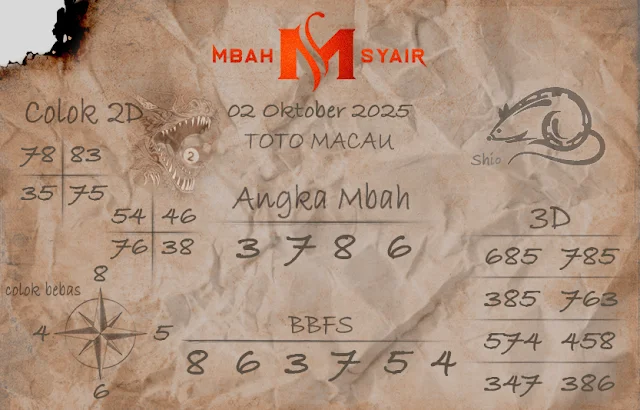 MBAH M SYAIR
Colok 2D
02 Oktober 2025
TOTO MACAU
2
Shio
78 83
35 75
54 46
76 38
Angka Mbah
3 7 8 6
3D
685 785
385 763
574 458
347 386
colok bebas
8
4 5
6
BBFS
8 6 3 7 5 4